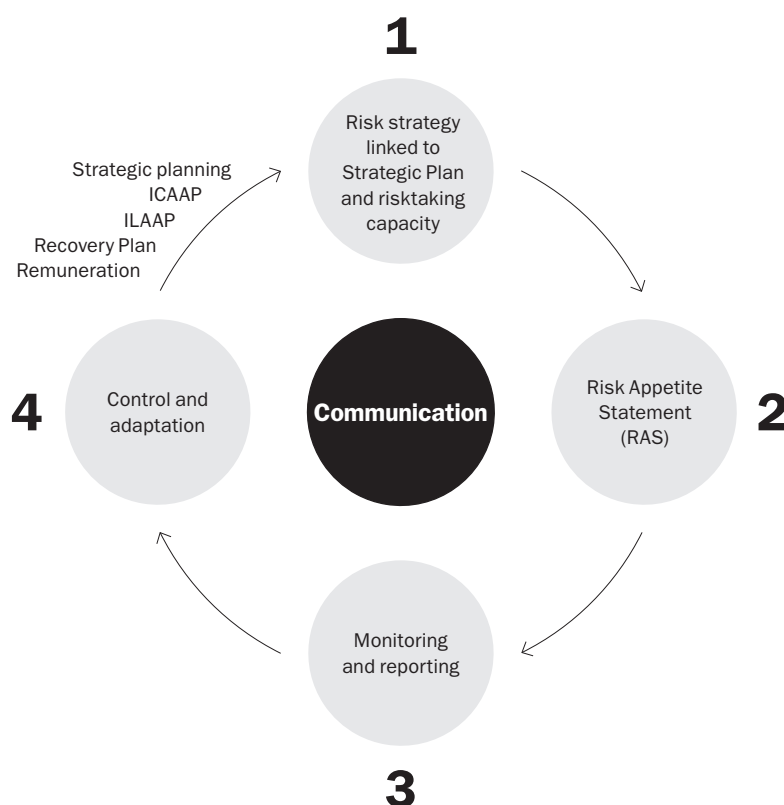 1
Risk strategy
linked to
Strategic Plan
and risktaking
capacity
Strategic planning
ICAAP
ILAAP
Recovery Plan
Remuneration
2
Risk Appetite
Statement
(RAS)
Communication
4
Control and
adaptation
Monitoring
and reporting
3